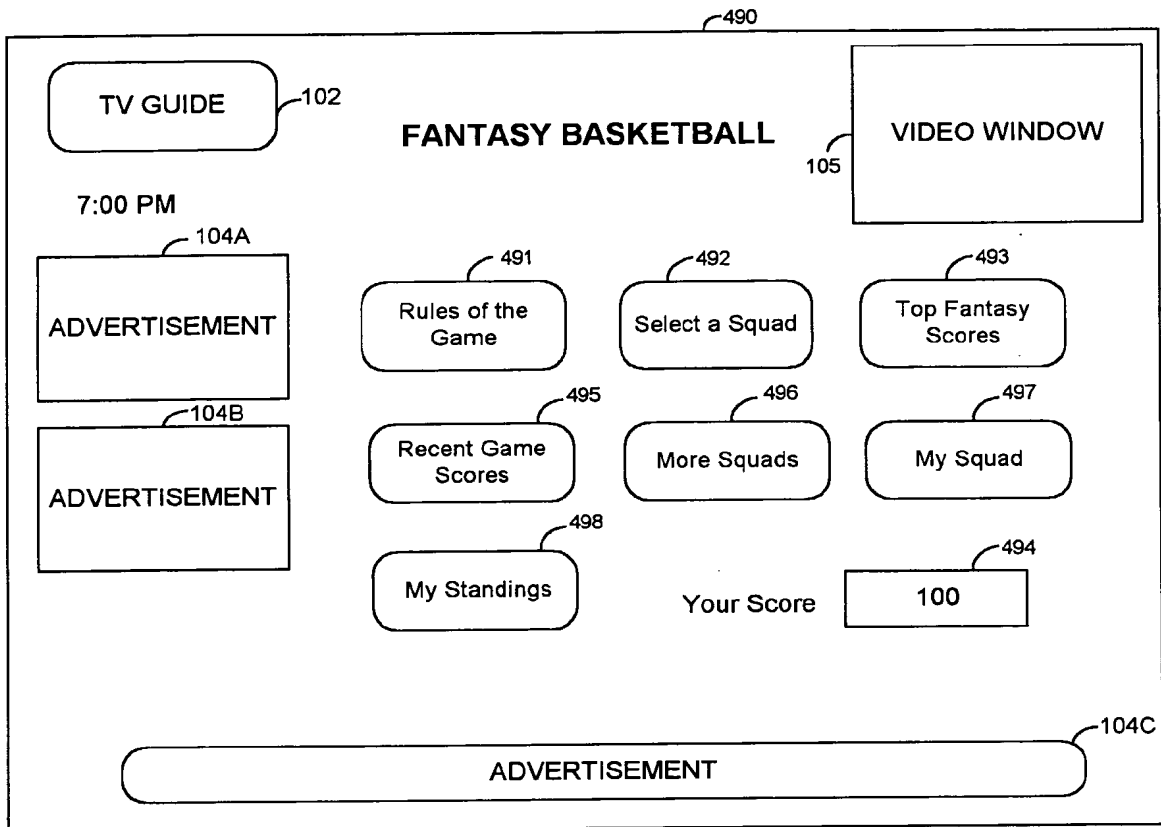 490
TV GUIDE
102
FANTASY BASKETBALL
VIDEO WINDOW
105
7:00 PM
104A
ADVERTISEMENT
104B
ADVERTISEMENT
491
Rules of the
Game
492
Select a Squad
493
Top Fantasy
Scores
495
Recent Game
Scores
496
More Squads
497
My Squad
498
My Standings
Your Score
494
100
104C
ADVERTISEMENT